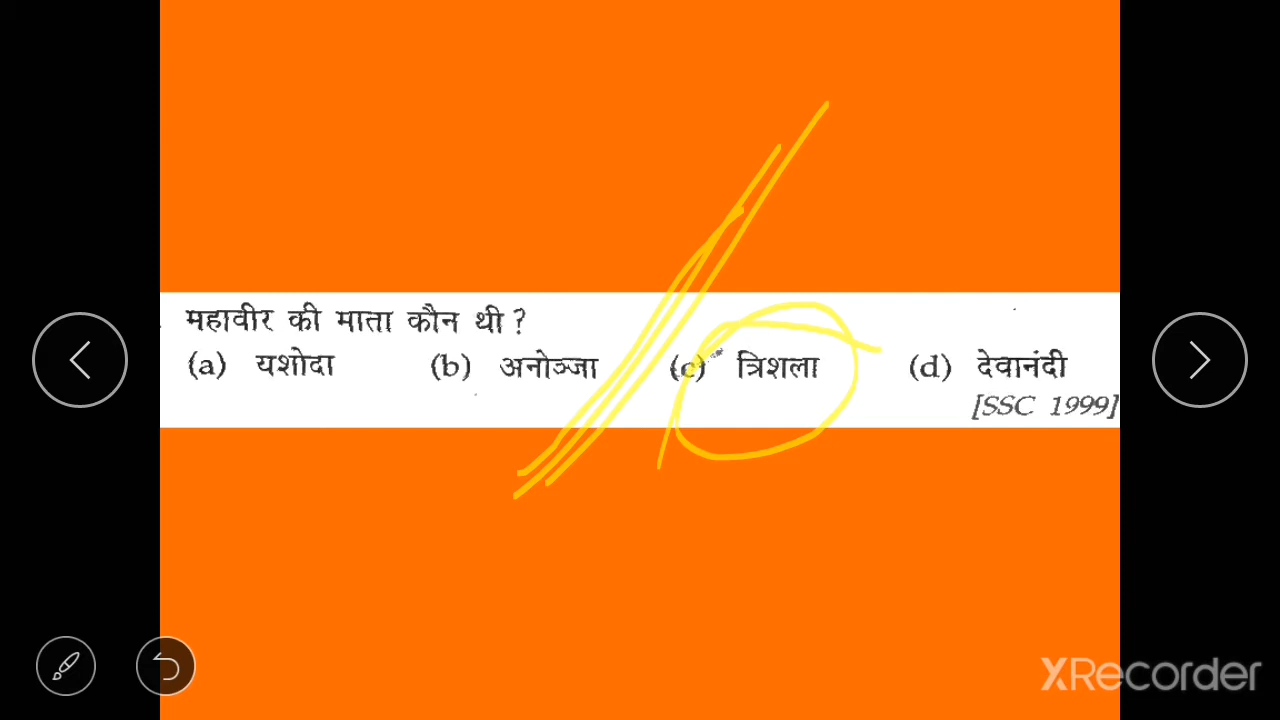 महावीर की माता कौन थी ?
(a) यशोदा (b) अनोञ्जा (c) त्रिशला (d) देवानंदी
[SSC 1999]
XRecorder